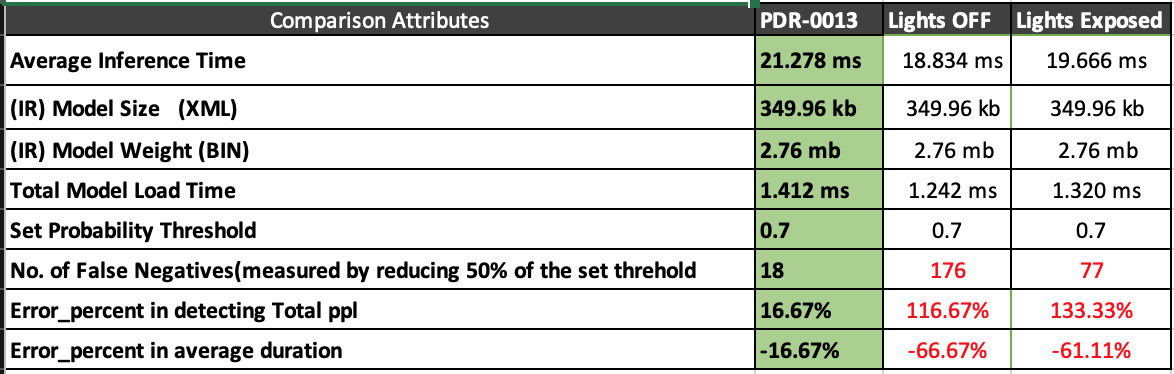 Comparison Attributes PDR-0013 Lights OFF Lights Exposed
Average Inference Time 21.278 ms 18.834 ms 19.666 ms
(IR) Model Size (XML) 349.96 kb 349.96 kb 349.96 kb
(IR) Model Weight (BIN) 2.76 mb 2.76 mb 2.76 mb
Total Model Load Time 1.412 ms 1.242 ms 1.320 ms
Set Probability Threshold 0.7 0.7 0.7
No. of False Negatives(measured by reducing 50% of the set threhold 18 176 77
Error_percent in detecting Total ppl 16.67% 116.67% 133.33%
Error_percent in average duration -16.67% -66.67% -61.11%